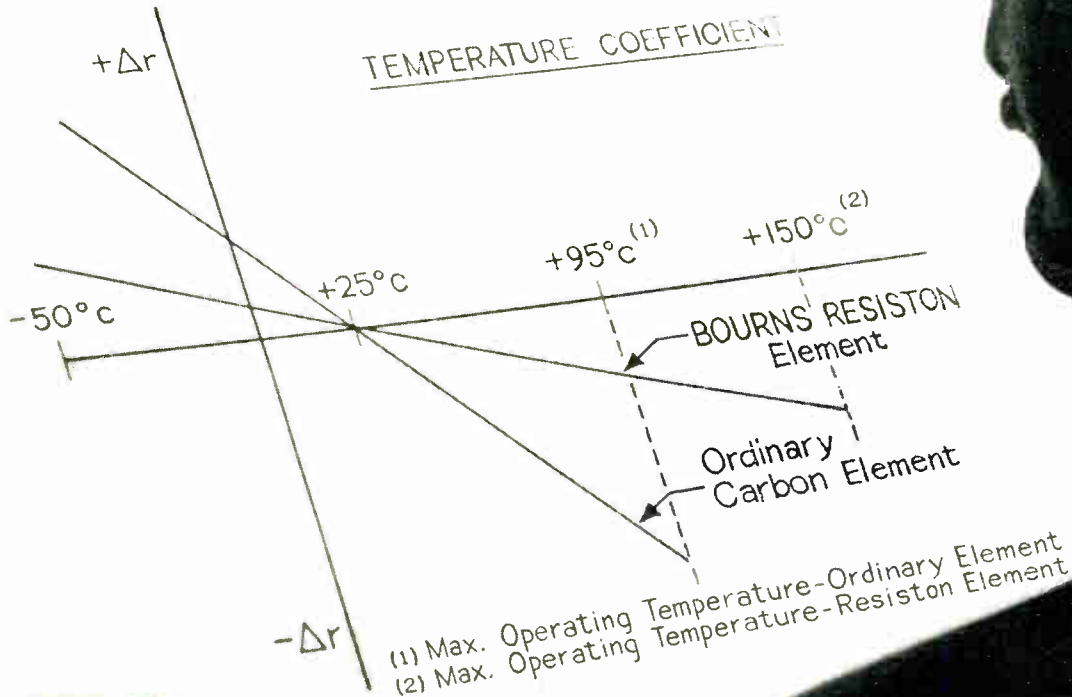 TEMPERATURE COEFFICIENT
+Δr
-50°c
+25°c
+95°c(1)
+150°c(2)
BOURNS RESISTON
Element
Ordinary
Carbon Element
-Δr
(1) Max. Operating Temperature-Ordinary Element
(2) Max. Operating Temperature-Resiston Element